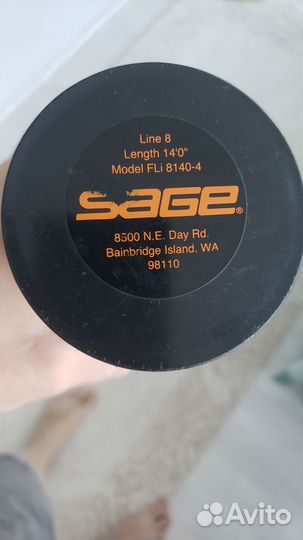 Line 8
Length 14'0"
Model FLi 8140-4
SAGE®
8500 N.E. Day Rd.
Bainbridge Island, WA
98110
Avito